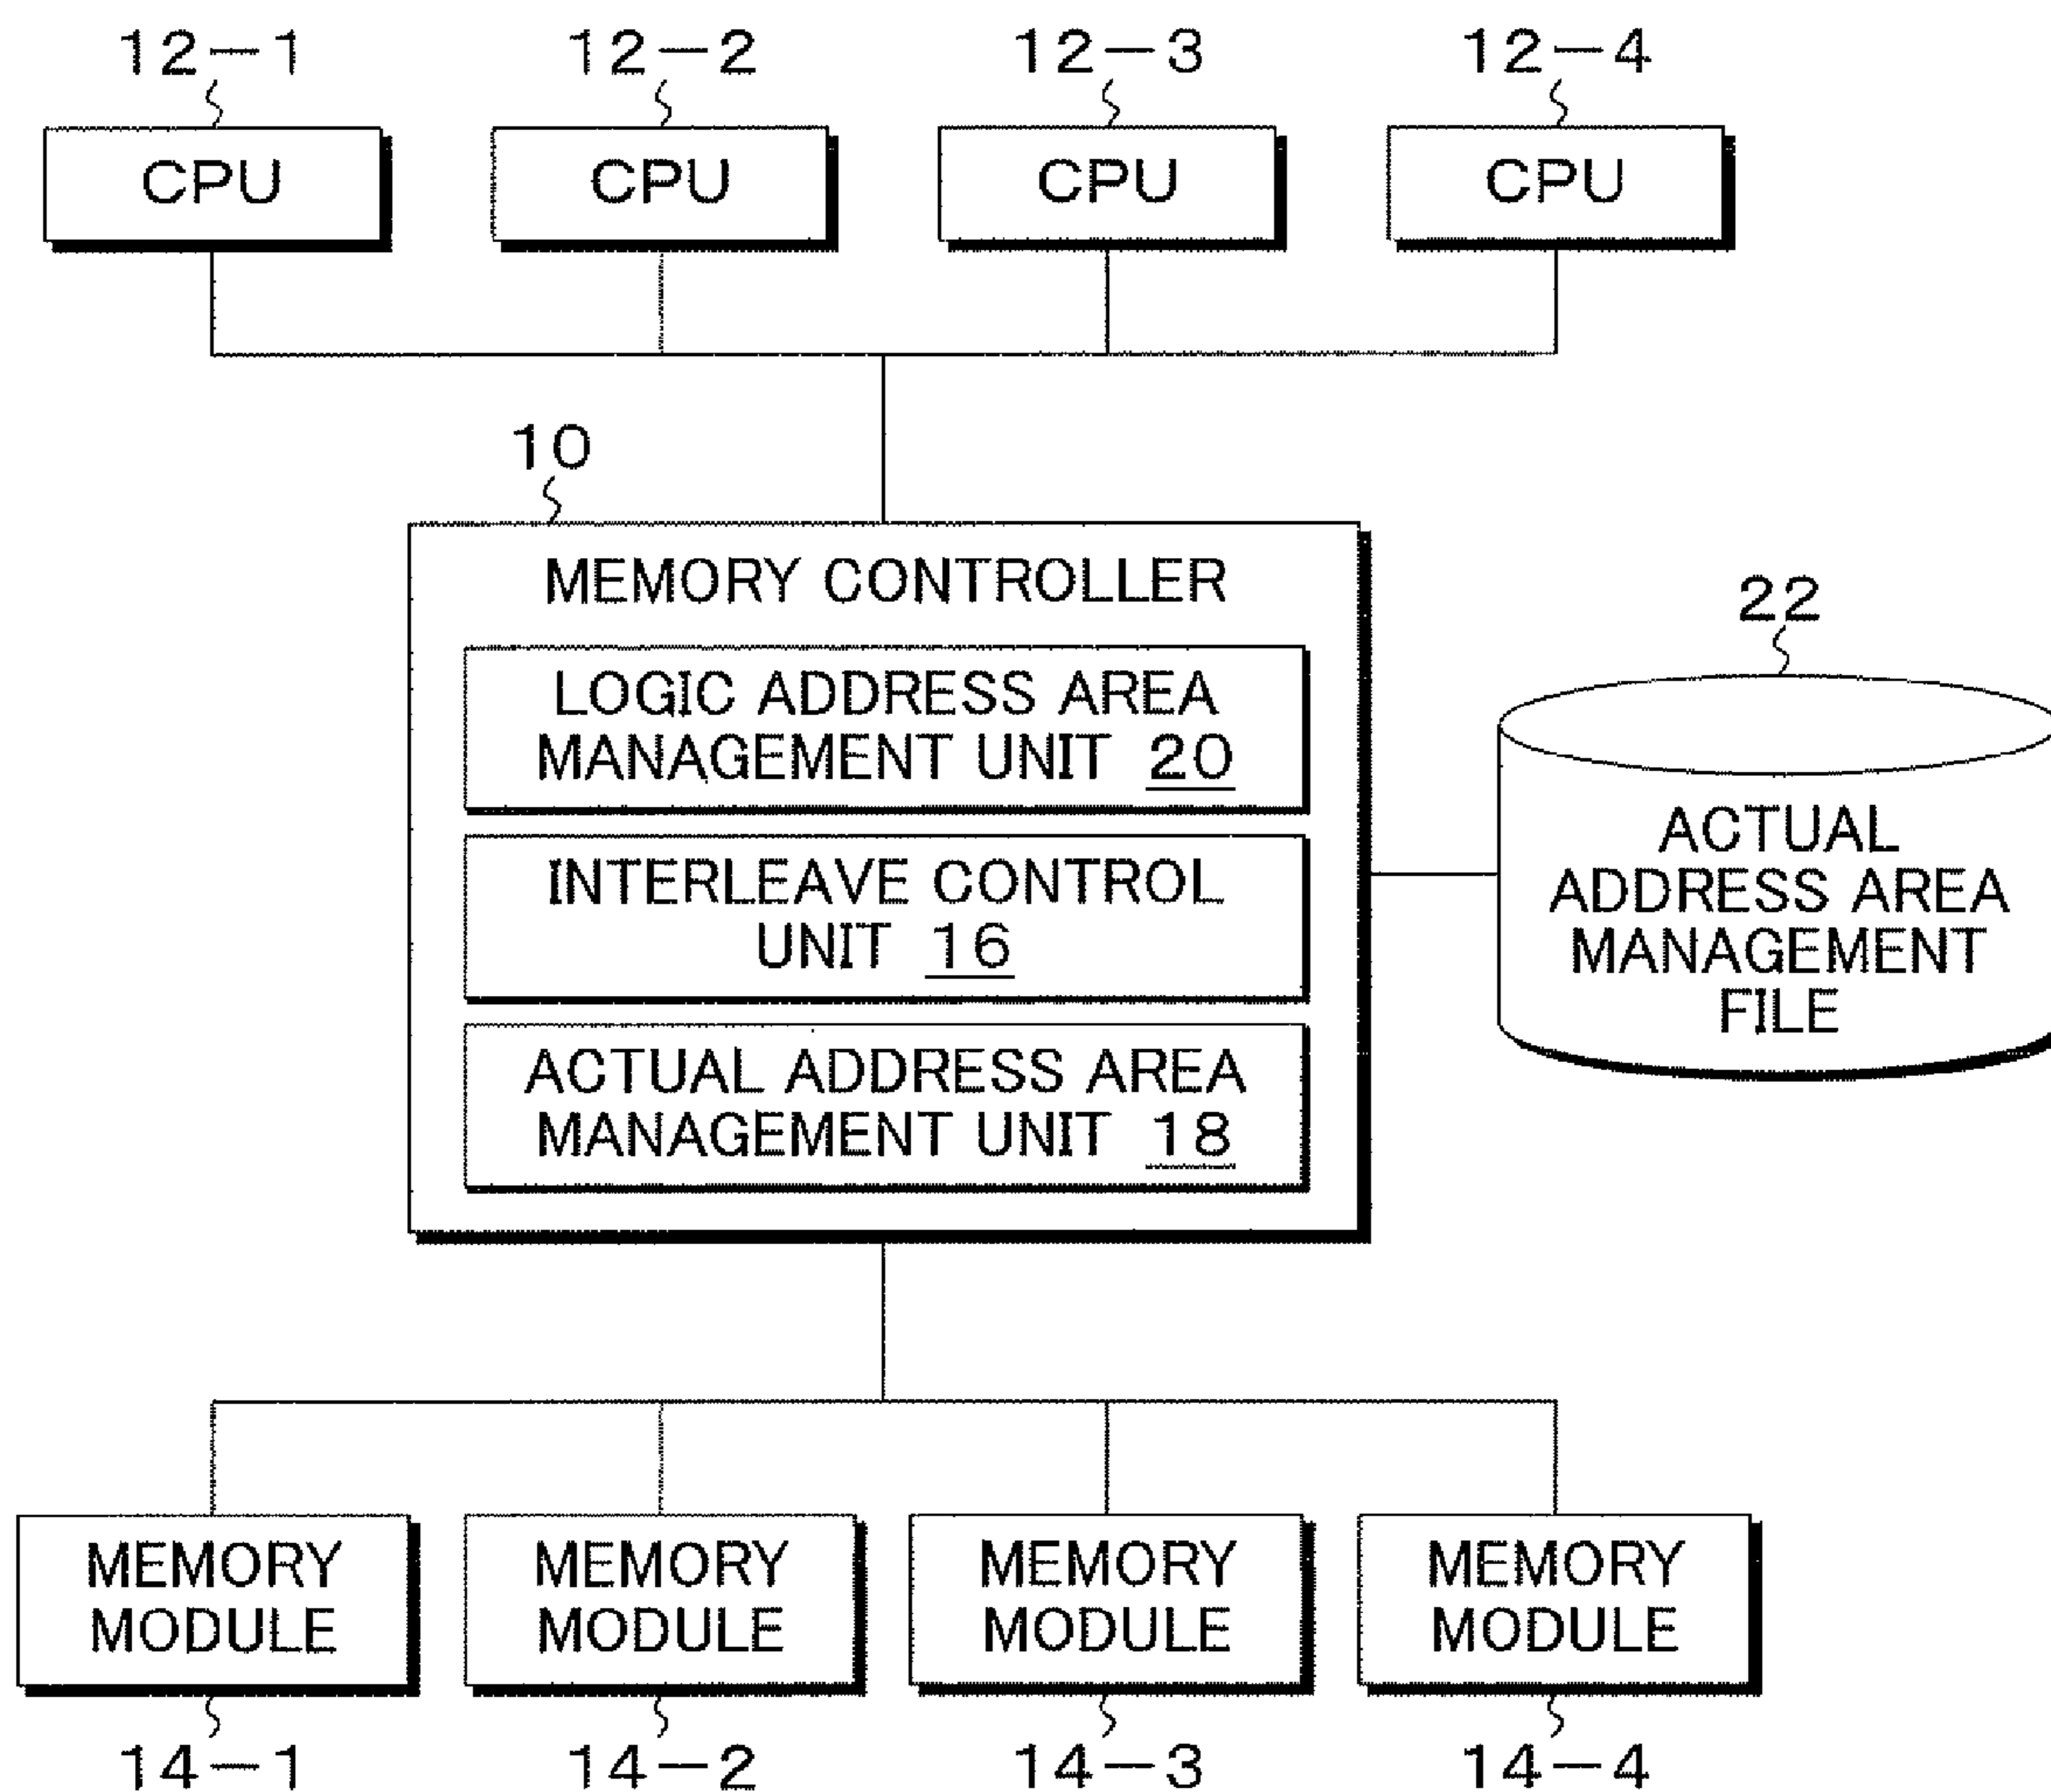 12-1 12-2 12-3 12-4
CPU CPU CPU CPU
10
MEMORY CONTROLLER
LOGIC ADDRESS AREA
MANAGEMENT UNIT 20
INTERLEAVE CONTROL
UNIT 16
ACTUAL ADDRESS AREA
MANAGEMENT UNIT 18
22
ACTUAL
ADDRESS AREA
MANAGEMENT
FILE
MEMORY MODULE
MEMORY MODULE
MEMORY MODULE
MEMORY MODULE
14-1 14-2 14-3 14-4